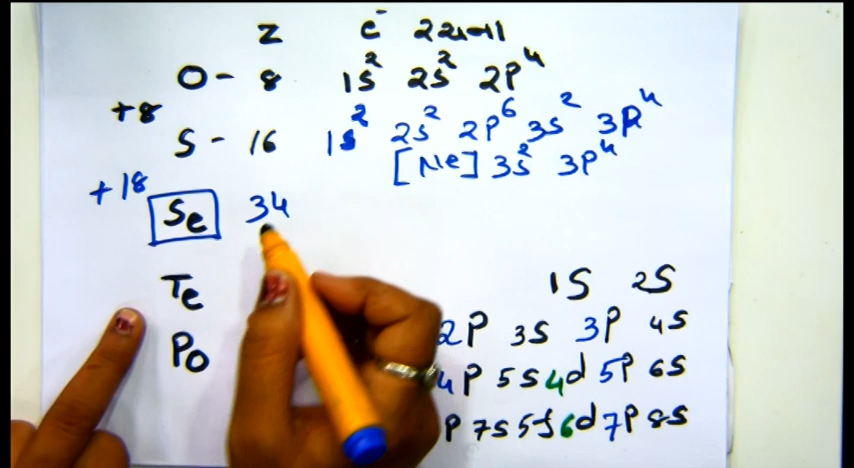 Z e⁻ રચના
O - 8 1s² 2s² 2p⁴
+8
S - 16 1s² 2s² 2p⁶ 3s² 3p⁴
[Ne] 3s² 3p⁴
+18
Se 34
Te
Po
1S 2S
2P 3S 3P 4S
4P 5S 4d 5P 6S
P 7S 5f 6d 7P 8S